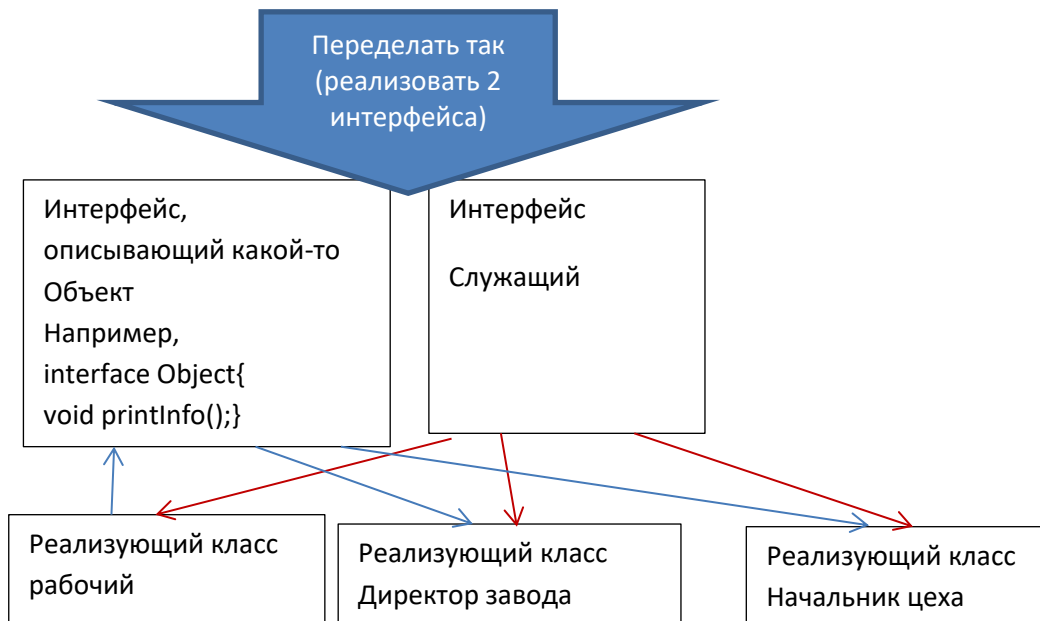 Переделать так
(реализовать 2
интерфейса)
Интерфейс,
описывающий какой-то
Объект
Например,
interface Object{
void printInfo();}
Интерфейс
Служащий
Реализующий класс
рабочий
Реализующий класс
Директор завода
Реализующий класс
Начальник цеха